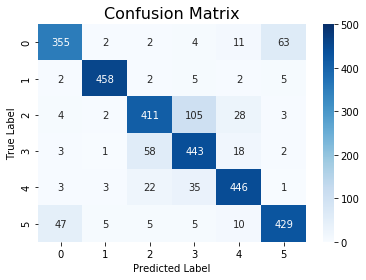 Confusion Matrix
500
0 355 2 2 4 11 63
400
1 2 458 2 5 2 5
2 4 2 411 105 28 3
300
True Label
3 3 1 58 443 18 2
200
4 3 3 22 35 446 1
100
5 47 5 5 5 10 429
0
0 1 2 3 4 5
Predicted Label